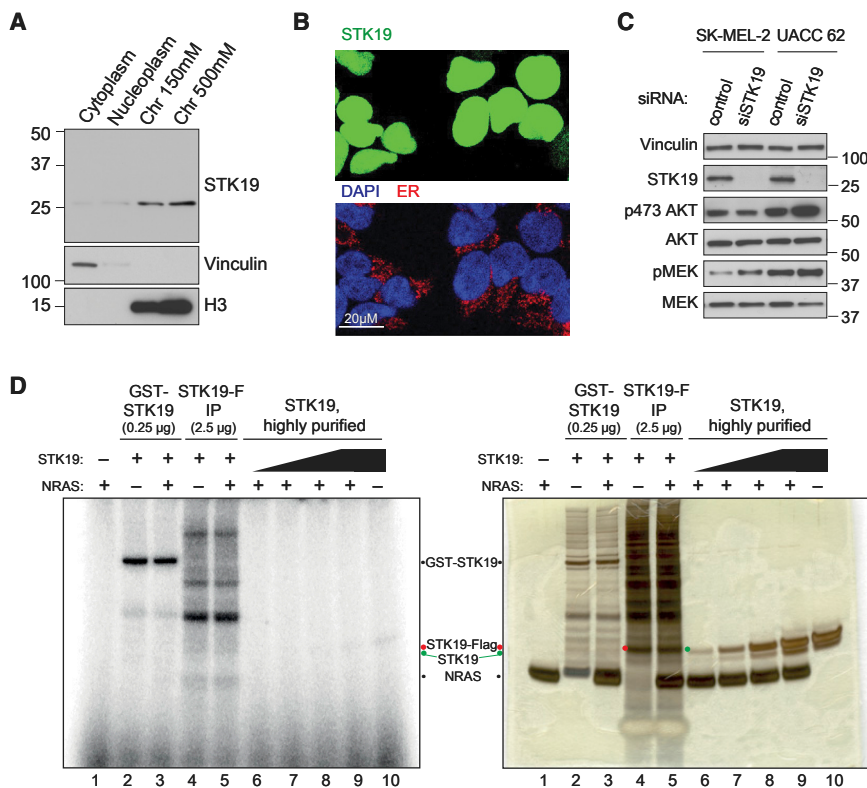 A
Cytoplasm
Nucleoplasm
Chr 150mM
Chr 500mM
50
37
25
STK19
Vinculin
100
15
H3
B
STK19
DAPI ER
20μM
C
SK-MEL-2 UACC 62
siRNA:
control
siSTK19
control
siSTK19
Vinculin
100
STK19
25
p473 AKT
50
AKT
50
pMEK
37
MEK
37
D
GST-
STK19
(0.25 μg)
STK19-F
IP
(2.5 μg)
STK19,
highly purified
STK19: – + + + +
NRAS: + – + – + + + + + –
GST-STK19
STK19-Flag
STK19
NRAS
1 2 3 4 5 6 7 8 9 10
GST-
STK19
(0.25 μg)
STK19-F
IP
(2.5 μg)
STK19,
highly purified
STK19: – + + + +
NRAS: + – + – + + + + + –
1 2 3 4 5 6 7 8 9 10